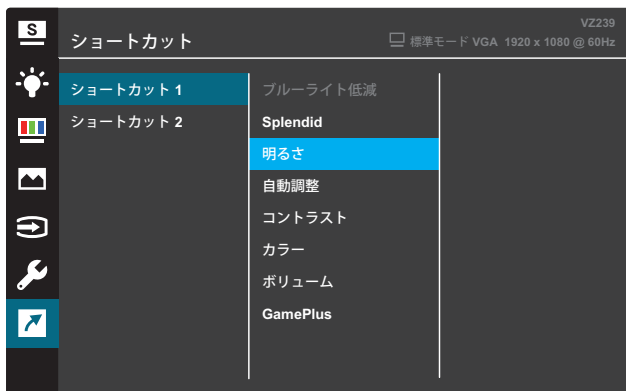 S
VZ239
ショートカット
標準モード VGA 1920 x 1080 @ 60Hz
ショートカット 1
ショートカット 2
ブルーライト低減
Splendid
明るさ
自動調整
コントラスト
カラー
ボリューム
GamePlus